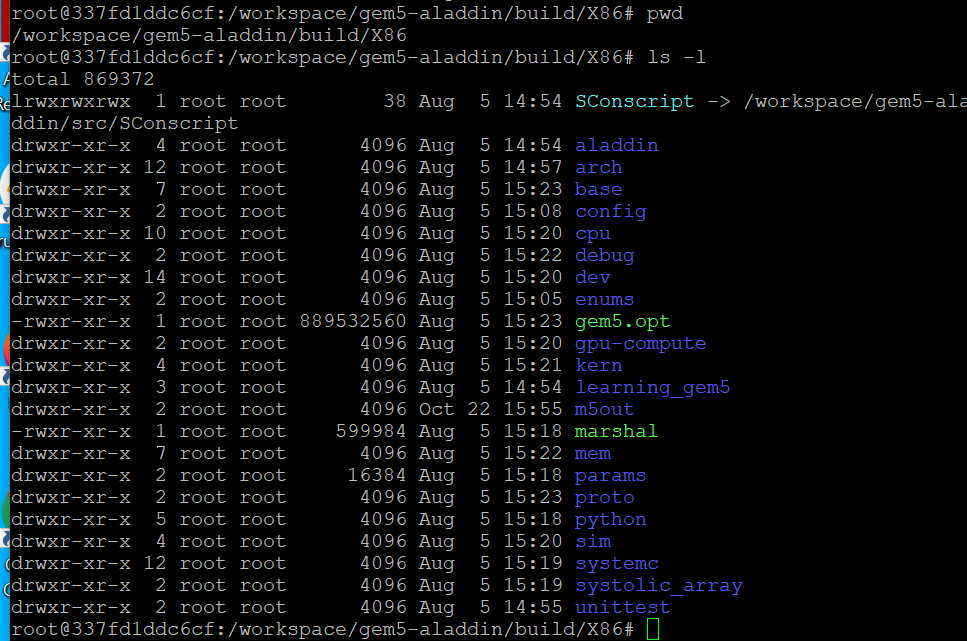 root@337fd1ddc6cf:/workspace/gem5-aladdin/build/X86# pwd
/workspace/gem5-aladdin/build/X86
root@337fd1ddc6cf:/workspace/gem5-aladdin/build/X86# ls -l
total 869372
lrwxrwxrwx  1 root root        38 Aug  5 14:54 SConscript -> /workspace/gem5-ala
ddin/src/SConscript
drwxr-xr-x  4 root root      4096 Aug  5 14:54 aladdin
drwxr-xr-x 12 root root      4096 Aug  5 14:57 arch
drwxr-xr-x  7 root root      4096 Aug  5 15:23 base
drwxr-xr-x  2 root root      4096 Aug  5 15:08 config
drwxr-xr-x 10 root root      4096 Aug  5 15:20 cpu
drwxr-xr-x  2 root root      4096 Aug  5 15:22 debug
drwxr-xr-x 14 root root      4096 Aug  5 15:20 dev
drwxr-xr-x  2 root root      4096 Aug  5 15:05 enums
-rwxr-xr-x  1 root root 889532560 Aug  5 15:23 gem5.opt
drwxr-xr-x  2 root root      4096 Aug  5 15:20 gpu-compute
drwxr-xr-x  4 root root      4096 Aug  5 15:21 kern
drwxr-xr-x  3 root root      4096 Aug  5 14:54 learning_gem5
drwxr-xr-x  2 root root      4096 Oct 22 15:55 m5out
-rwxr-xr-x  1 root root    599984 Aug  5 15:18 marshal
drwxr-xr-x  7 root root      4096 Aug  5 15:22 mem
drwxr-xr-x  2 root root     16384 Aug  5 15:18 params
drwxr-xr-x  2 root root      4096 Aug  5 15:23 proto
drwxr-xr-x  5 root root      4096 Aug  5 15:18 python
drwxr-xr-x  4 root root      4096 Aug  5 15:20 sim
drwxr-xr-x 12 root root      4096 Aug  5 15:19 systemc
drwxr-xr-x  2 root root      4096 Aug  5 15:19 systolic_array
drwxr-xr-x  2 root root      4096 Aug  5 14:55 unittest
root@337fd1ddc6cf:/workspace/gem5-aladdin/build/X86#